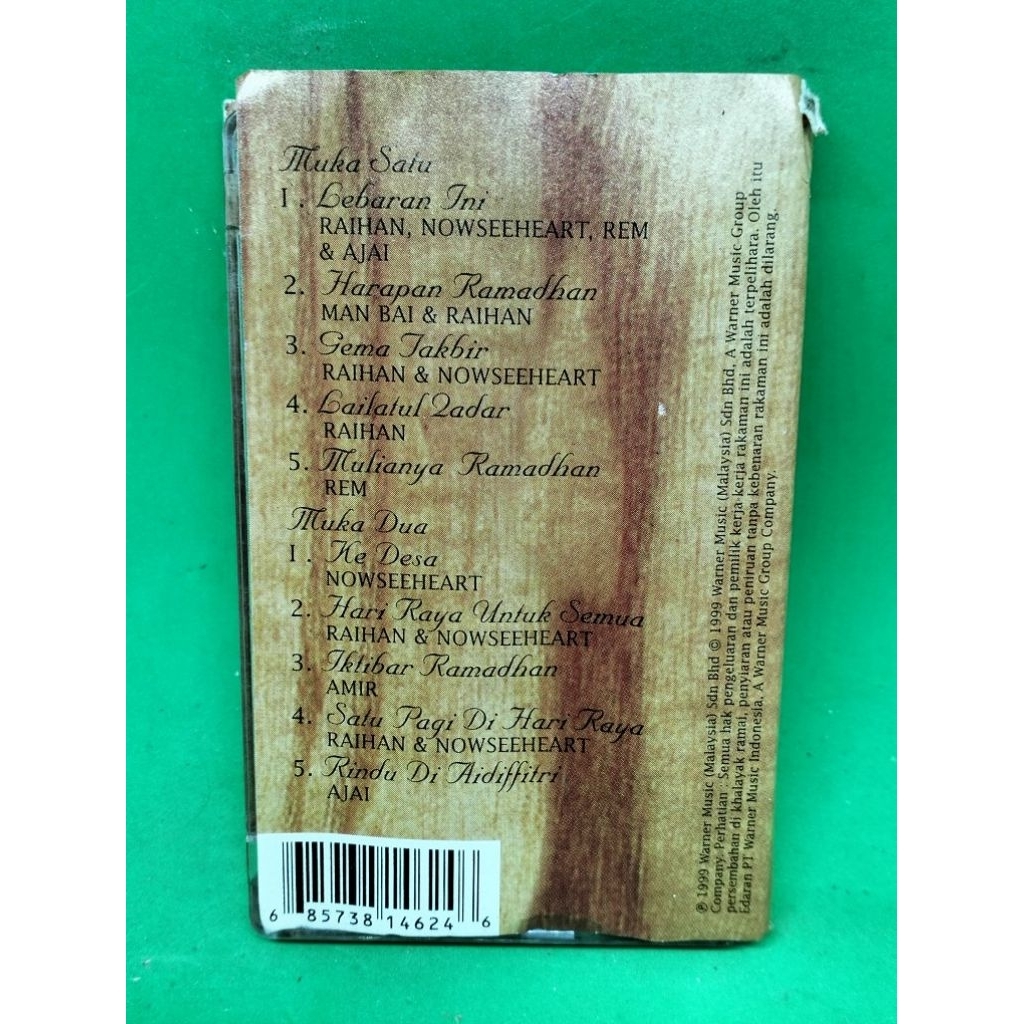 Muka Satu
1. Lebaran Ini
RAIHAN, NOWSEEHEART, REM
& AJAI
2. Harapan Ramadhan
MAN BAI & RAIHAN
3. Gema Takbir
RAIHAN & NOWSEEHEART
4. Lailatul Qadar
RAIHAN
5. Mulianya Ramadhan
REM
Muka Dua
1. Ke Desa
NOWSEEHEART
2. Hari Raya Untuk Semua
RAIHAN & NOWSEEHEART
3. Iktibar Ramadhan
AMIR
4. Satu Pagi Di Hari Raya
RAIHAN & NOWSEEHEART
5. Rindu Di Aidiffitri
AJAI
6 85738 14624 6
℗ 1999 Warner Music (Malaysia) Sdn Bhd © 1999 Warner Music (Malaysia) Sdn Bhd. A Warner Music Group
Company. Perhatian : Semua hak pengeluaran dan pemilik kerja rakaman ini adalah terpelihara. Oleh itu
persembahan di khalayak ramai, penyiaran atau peniruan tanpa kebenaran rakaman ini adalah dilarang.
Edaran PT Warner Music Indonesia. A Warner Music Group Company.